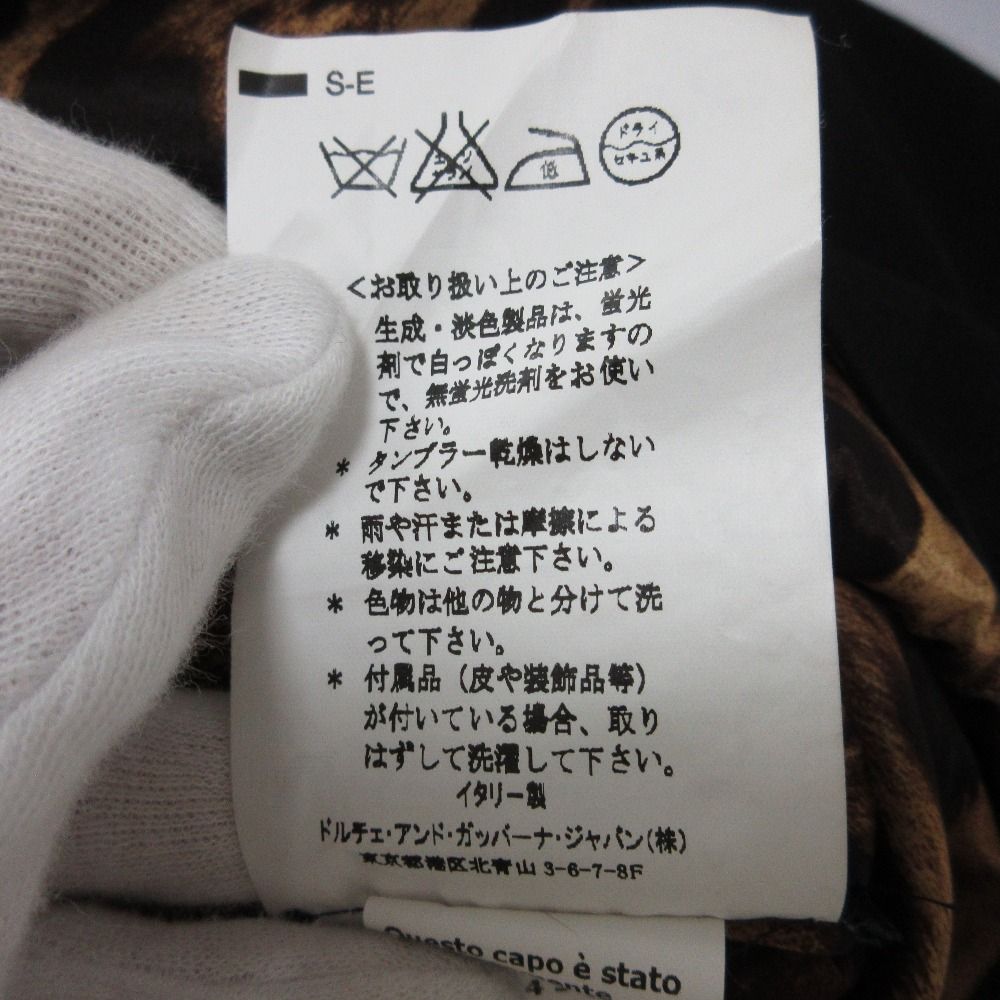 S-E
エンソ サラシ
低
ドライ
セキユ系
<お取り扱い上のご注意>
生成・淡色製品は、蛍光
剤で白っぽくなりますの
で、無蛍光洗剤をお使い
下さい。
* タンブラー乾燥はしない
で下さい。
* 雨や汗または摩擦による
移染にご注意下さい。
* 色物は他の物と分けて洗
って下さい。
* 付属品(皮や装飾品等)
が付いている場合、取り
はずして洗濯して下さい。
イタリー製
ドルチェ・アンド・ガッバーナ・ジャパン(株)
東京都港区北青山 3-6-7-8F
Questo capo è stato